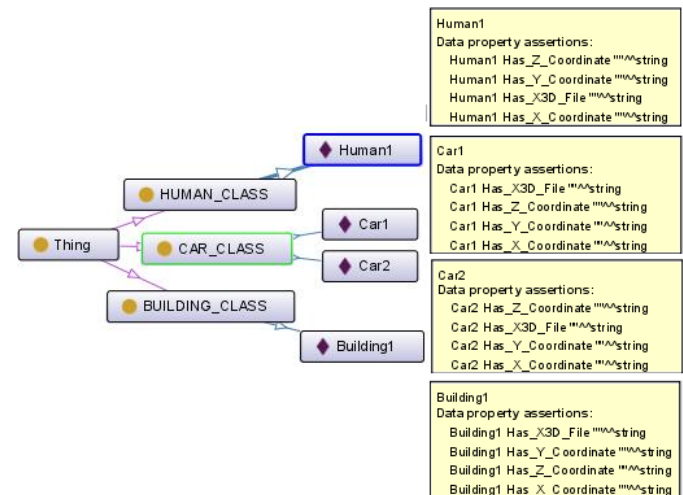 Thing
HUMAN_CLASS
CAR_CLASS
BUILDING_CLASS
Human1
Car1
Car2
Building1
Human1
Data property assertions:
Human1 Has_Z_Coordinate ""^^string
Human1 Has_Y_Coordinate ""^^string
Human1 Has_X3D_File ""^^string
Human1 Has_X_Coordinate ""^^string
Car1
Data property assertions:
Car1 Has_X3D_File ""^^string
Car1 Has_Z_Coordinate ""^^string
Car1 Has_Y_Coordinate ""^^string
Car1 Has_X_Coordinate ""^^string
Car2
Data property assertions:
Car2 Has_Z_Coordinate ""^^string
Car2 Has_X3D_File ""^^string
Car2 Has_Y_Coordinate ""^^string
Car2 Has_X_Coordinate ""^^string
Building1
Data property assertions:
Building1 Has_X3D_File ""^^string
Building1 Has_Y_Coordinate ""^^string
Building1 Has_Z_Coordinate ""^^string
Building1 Has_X_Coordinate ""^^string